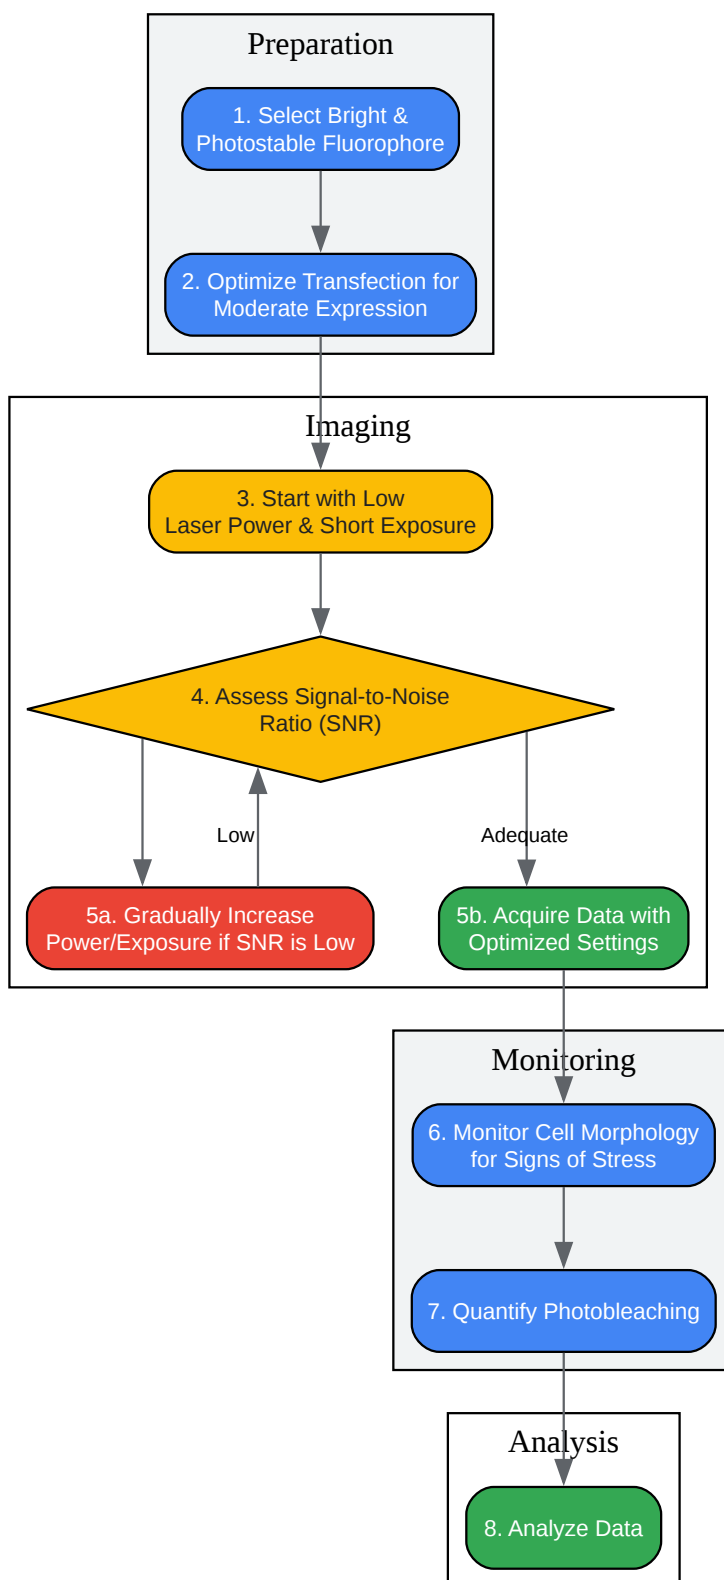 Preparation
1. Select Bright &
Photostable Fluorophore
2. Optimize Transfection for
Moderate Expression
Imaging
3. Start with Low
Laser Power & Short Exposure
4. Assess Signal-to-Noise
Ratio (SNR)
Low
Adequate
5a. Gradually Increase
Power/Exposure if SNR is Low
5b. Acquire Data with
Optimized Settings
Monitoring
6. Monitor Cell Morphology
for Signs of Stress
7. Quantify Photobleaching
Analysis
8. Analyze Data